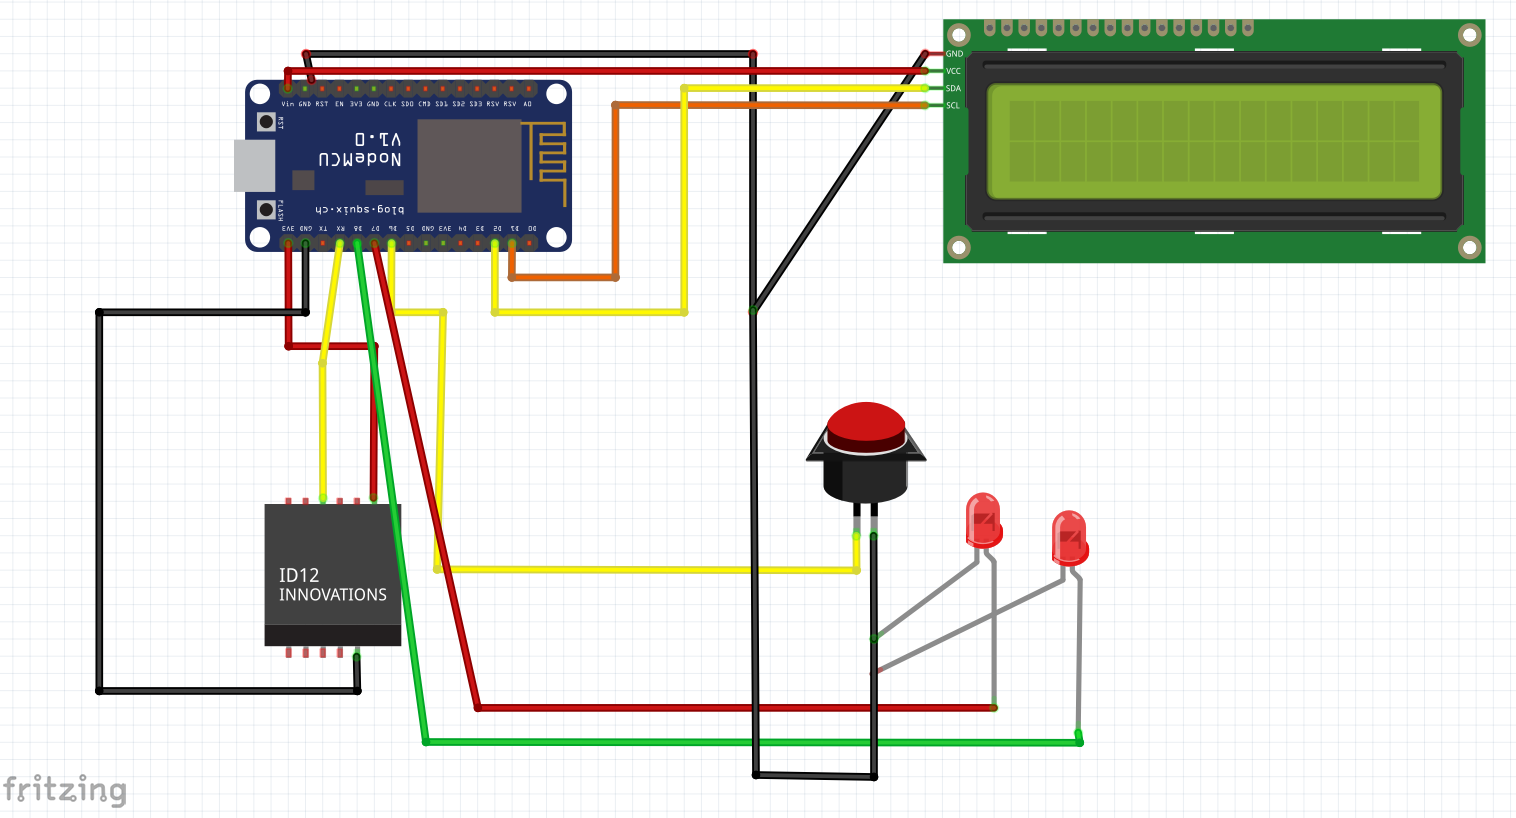 GND
VCC
SDA
SCL
Vin GND RST EN 3V3 GND CLK SD0 CMD SD1 SD2 SD3 RSV RSV A0
RST
V1.0
NodeMCU
FLASH
blog.squix.ch
3V3 GND TX RX D8 D7 D6 D5 GND 3V3 D4 D3 D2 D1 D0
ID12
INNOVATIONS
fritzing